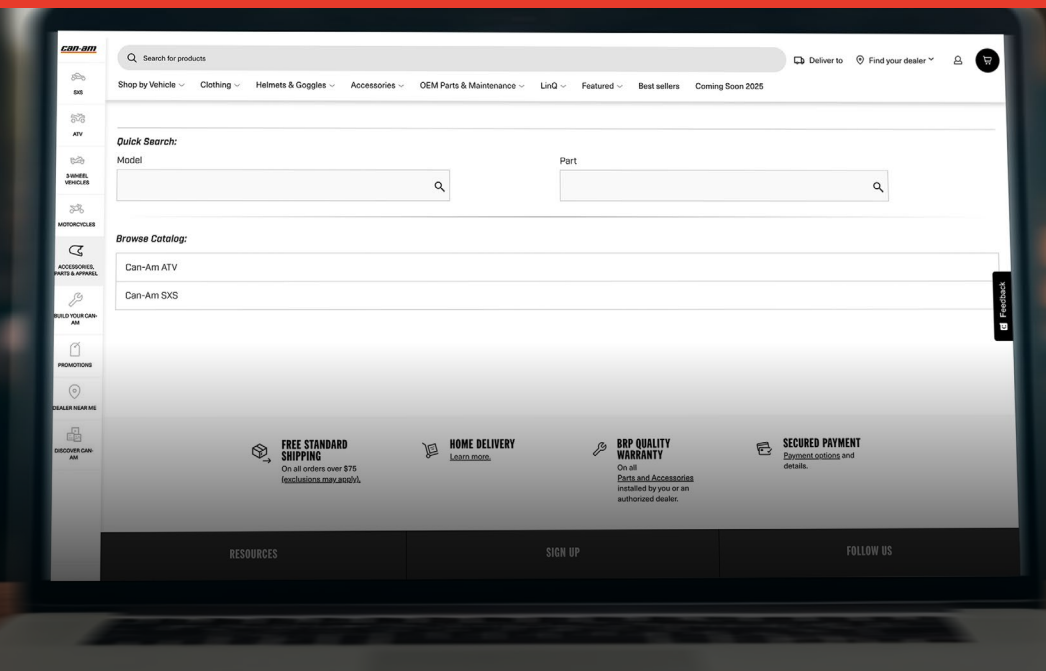 can-am
Search for products
Deliver to
Find your dealer
Shop by Vehicle
Clothing
Helmets & Goggles
Accessories
OEM Parts & Maintenance
LinQ
Featured
Best sellers
Coming Soon 2025
SXS
ATV
3-WHEEL
VEHICLES
MOTORCYCLES
ACCESSORIES,
PARTS & APPAREL
BUILD YOUR CAN-
AM
PROMOTIONS
DEALER NEAR ME
DISCOVER CAN-
AM
Quick Search:
Model
Part
Browse Catalog:
Can-Am ATV
Can-Am SXS
Feedback
FREE STANDARD
SHIPPING
On all orders over $75
(exclusions may apply).
HOME DELIVERY
Learn more.
BRP QUALITY
WARRANTY
On all
Parts and Accessories
installed by you or an
authorized dealer.
SECURED PAYMENT
Payment options and
details.
RESOURCES
SIGN UP
FOLLOW US